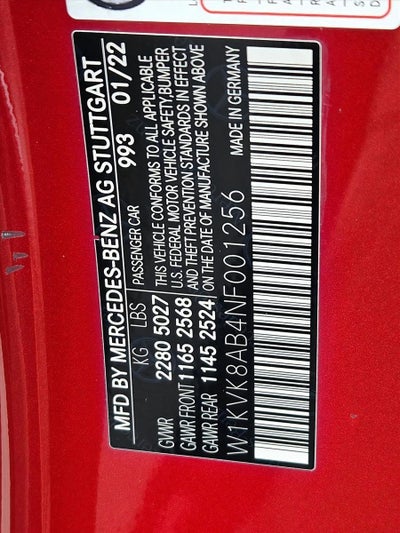 MFD BY MERCEDES-BENZ AG STUTTGART
993 01/22
KG LBS
PASSENGER CAR
GVWR 2280 5027
GAWR FRONT 1165 2568
GAWR REAR 1145 2524
THIS VEHICLE CONFORMS TO ALL APPLICABLE
U.S. FEDERAL MOTOR VEHICLE SAFETY,BUMPER
AND THEFT PREVENTION STANDARDS IN EFFECT
ON THE DATE OF MANUFACTURE SHOWN ABOVE
MADE IN GERMANY
W1KVK8AB4NF001256